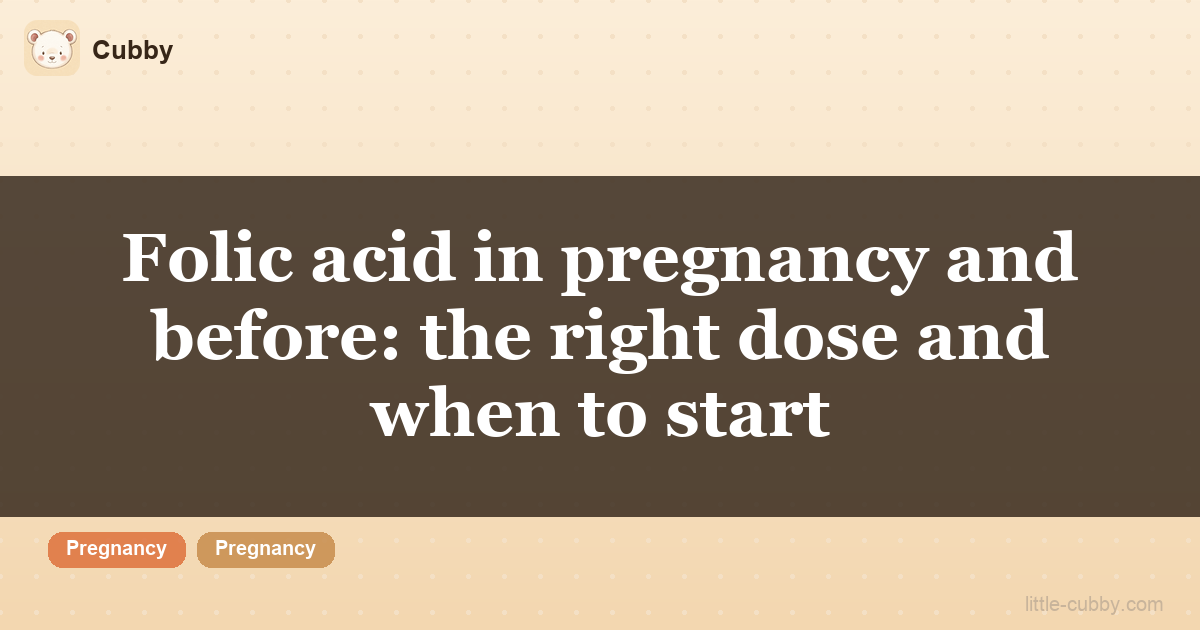 Cubby
Folic acid in pregnancy and
before: the right dose and
when to start
Pregnancy Pregnancy
little-cubby.com